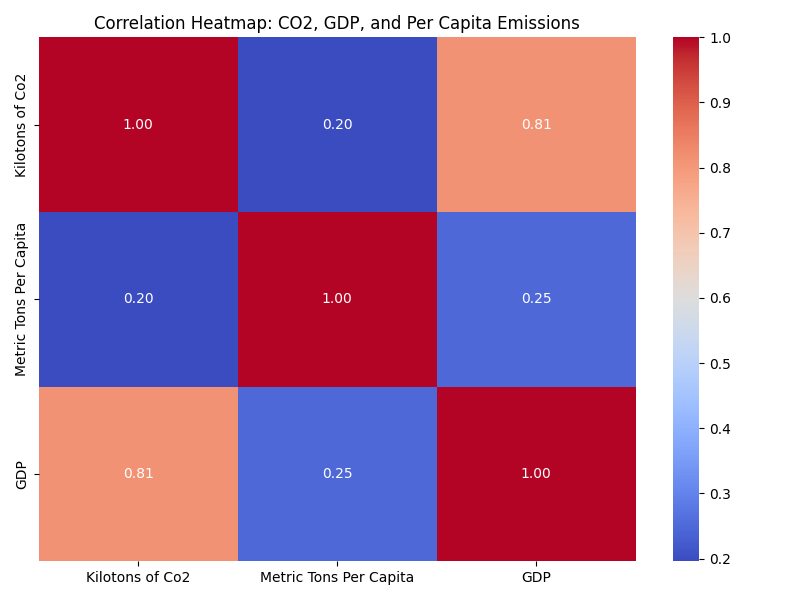 Correlation Heatmap: CO2, GDP, and Per Capita Emissions
Kilotons of Co2
1.00
0.20
0.81
Metric Tons Per Capita
0.20
1.00
0.25
GDP
0.81
0.25
1.00
Kilotons of Co2
Metric Tons Per Capita
GDP
1.0
0.9
0.8
0.7
0.6
0.5
0.4
0.3
0.2